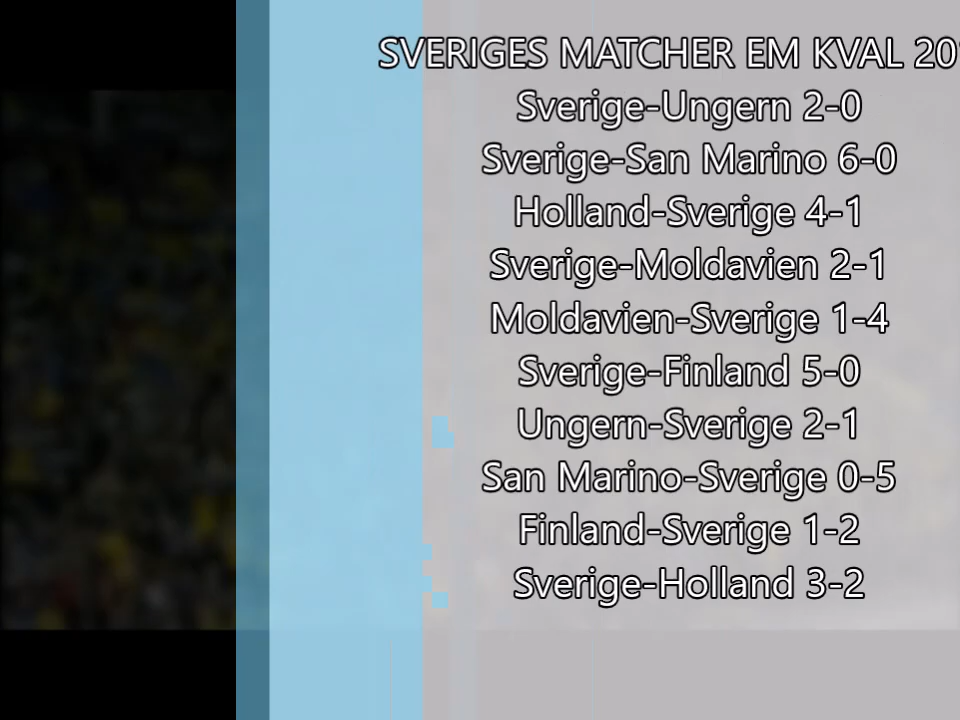 SVERIGES MATCHER EM KVAL 20
Sverige-Ungern 2-0
Sverige-San Marino 6-0
Holland-Sverige 4-1
Sverige-Moldavien 2-1
Moldavien-Sverige 1-4
Sverige-Finland 5-0
Ungern-Sverige 2-1
San Marino-Sverige 0-5
Finland-Sverige 1-2
Sverige-Holland 3-2